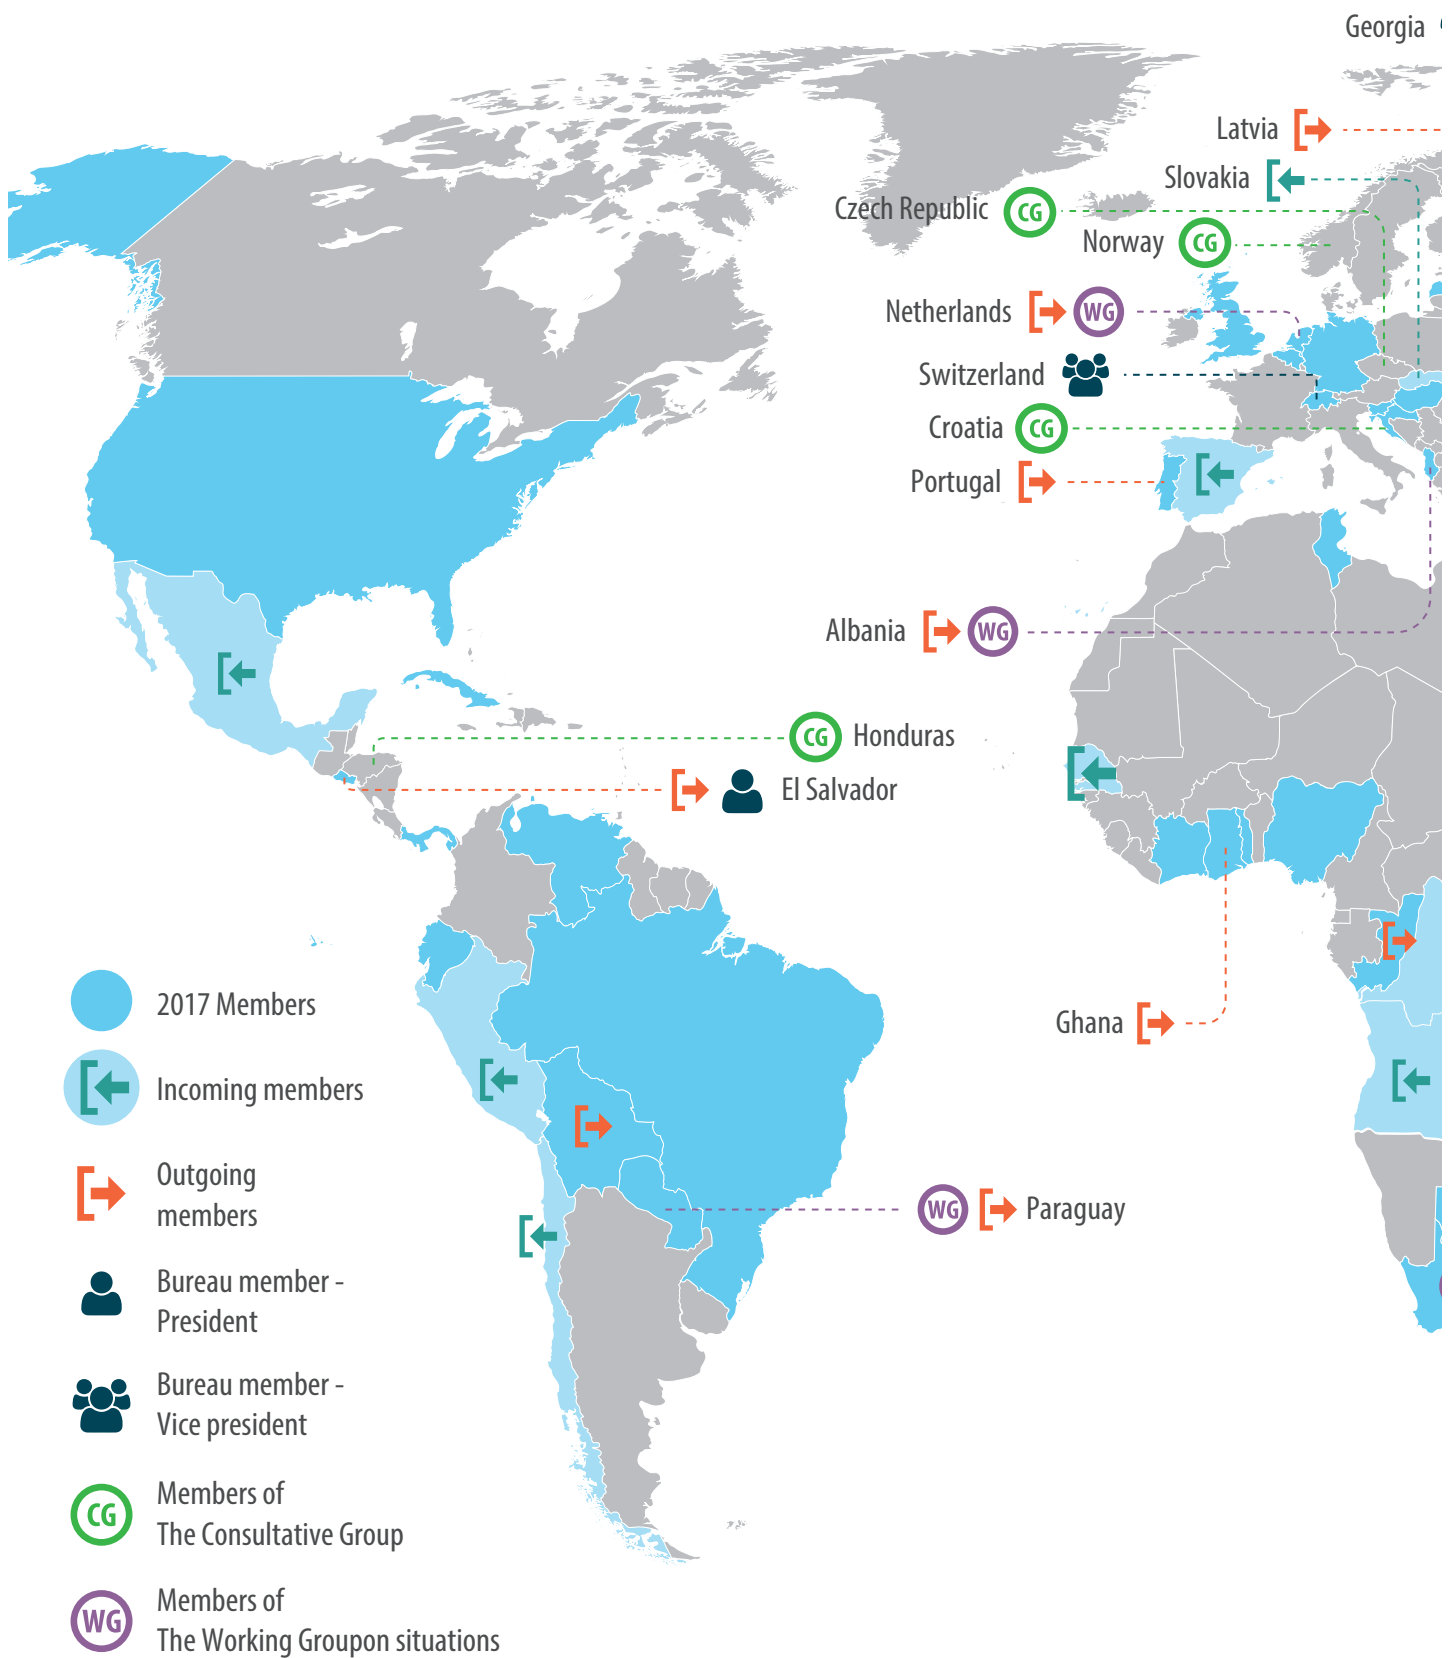 Georgia
Latvia
Slovakia
Czech Republic CG
Norway CG
Netherlands WG
Switzerland
Croatia CG
Portugal
Albania WG
CG Honduras
El Salvador
Ghana
WG Paraguay
2017 Members
Incoming members
Outgoing
members
Bureau member -
President
Bureau member -
Vice president
CG
Members of
The Consultative Group
WG
Members of
The Working Groupon situations